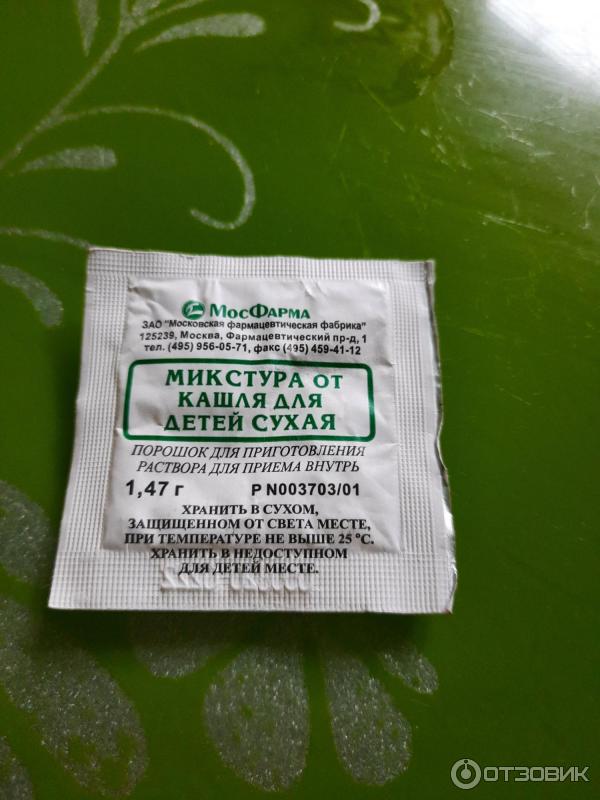 МосФарма
ЗАО "Московская фармацевтическая фабрика"
125239, Москва, Фармацевтический пр-д, 1
тел. (495) 956-05-71, факс (495) 459-41-12
МИКСТУРА ОТ
КАШЛЯ ДЛЯ
ДЕТЕЙ СУХАЯ
ПОРОШОК ДЛЯ ПРИГОТОВЛЕНИЯ
РАСТВОРА ДЛЯ ПРИЕМА ВНУТРЬ
1,47 г Р N003703/01
ХРАНИТЬ В СУХОМ,
ЗАЩИЩЕННОМ ОТ СВЕТА МЕСТЕ,
ПРИ ТЕМПЕРАТУРЕ НЕ ВЫШЕ 25 °С.
ХРАНИТЬ В НЕДОСТУПНОМ
ДЛЯ ДЕТЕЙ МЕСТЕ.
ОТЗОВИК